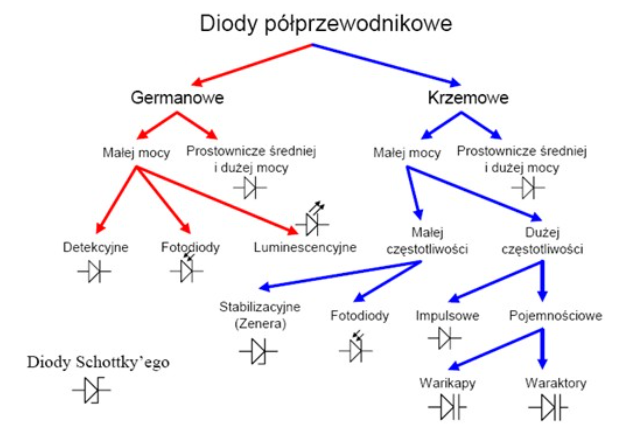 Diody półprzewodnikowe
Germanowe
Krzemowe
Małej mocy
Prostownicze średniej
i dużej mocy
Małej mocy
Prostownicze średniej
i dużej mocy
Detekcyjne
Fotodiody
Luminescencyjne
Małej
częstotliwości
Dużej
częstotliwości
Stabilizacyjne
(Zenera)
Fotodiody
Impulsowe
Pojemnościowe
Diody Schottky'ego
Warikapy
Waraktory